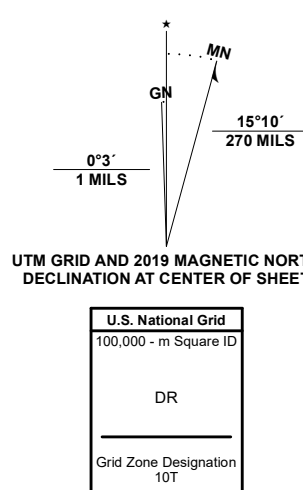 ★
MN
GN
15°10´
270 MILS
0°3´
1 MILS
UTM GRID AND 2019 MAGNETIC NORT
DECLINATION AT CENTER OF SHEET
U.S. National Grid
100,000 - m Square ID
DR
Grid Zone Designation
10T